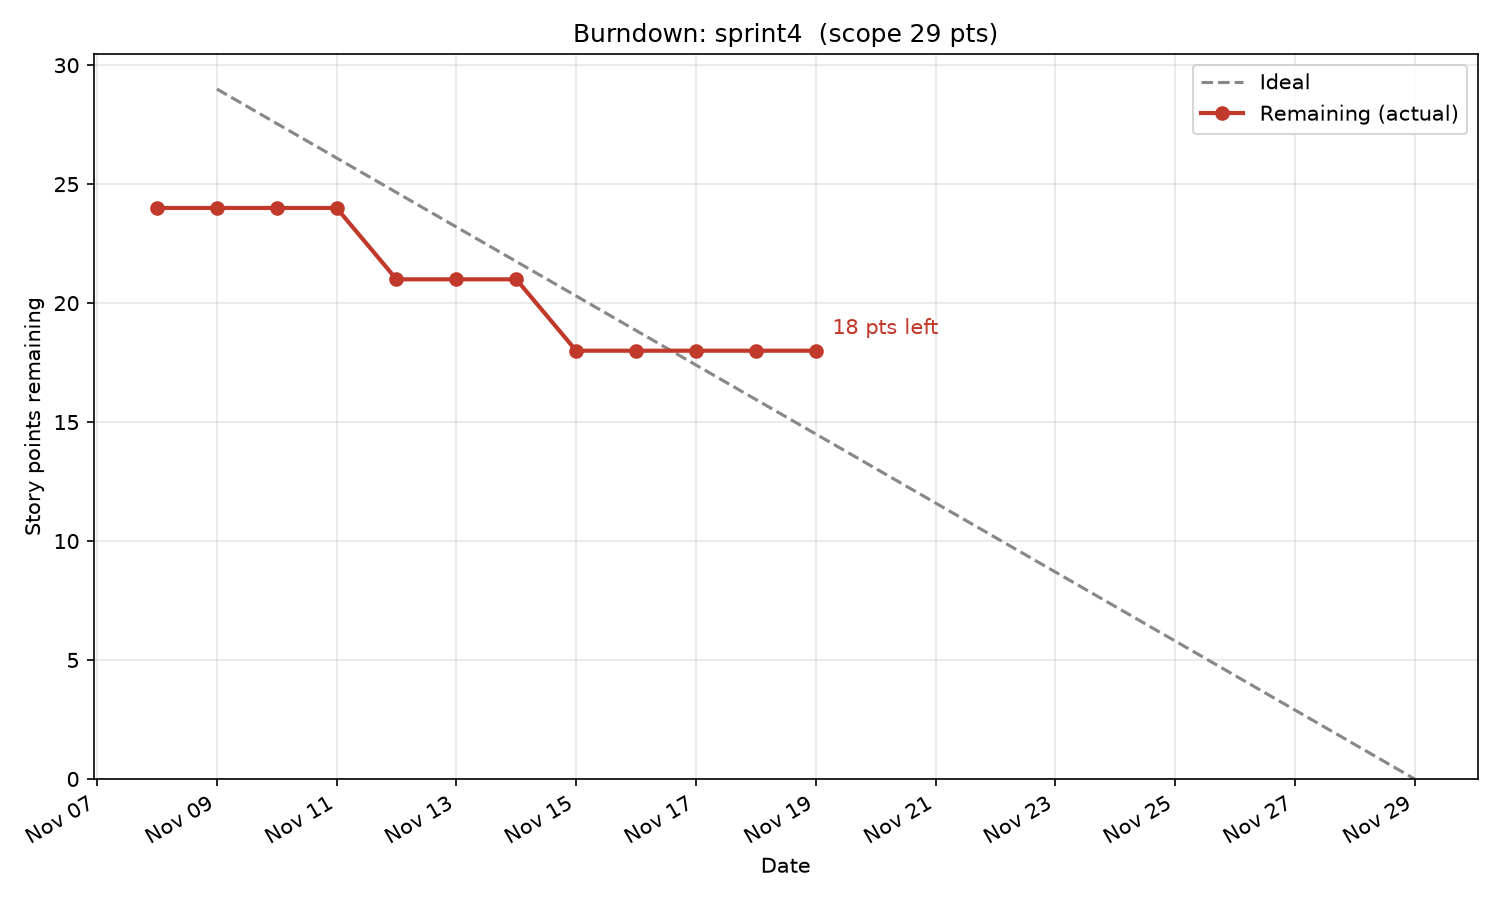 Burndown: sprint4  (scope 29 pts)
30
25
20
15
10
5
0
Story points remaining
Ideal
Remaining (actual)
18 pts left
Nov 07
Nov 09
Nov 11
Nov 13
Nov 15
Nov 17
Nov 19
Nov 21
Nov 23
Nov 25
Nov 27
Nov 29
Date